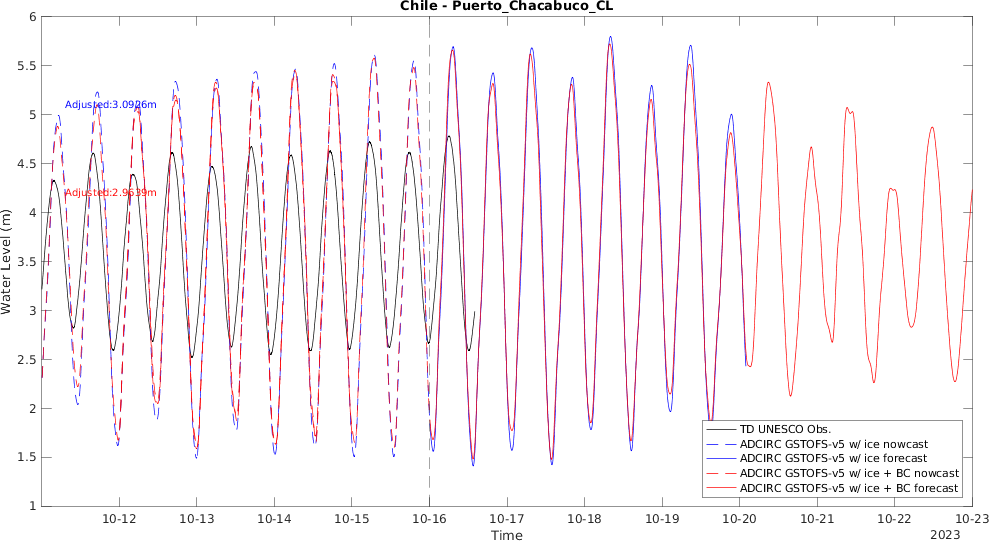 Chile - Puerto_Chacabuco_CL
6
5.5
5
4.5
4
3.5
3
2.5
2
1.5
1
Water Level (m)
Adjusted:3.0926m
Adjusted:2.9539m
10-12
10-13
10-14
10-15
10-16
10-17
10-18
10-19
10-20
10-21
10-22
10-23
Time
2023
TD UNESCO Obs.
ADCIRC GSTOFS-v5 w/ ice nowcast
ADCIRC GSTOFS-v5 w/ ice forecast
ADCIRC GSTOFS-v5 w/ ice + BC nowcast
ADCIRC GSTOFS-v5 w/ ice + BC forecast